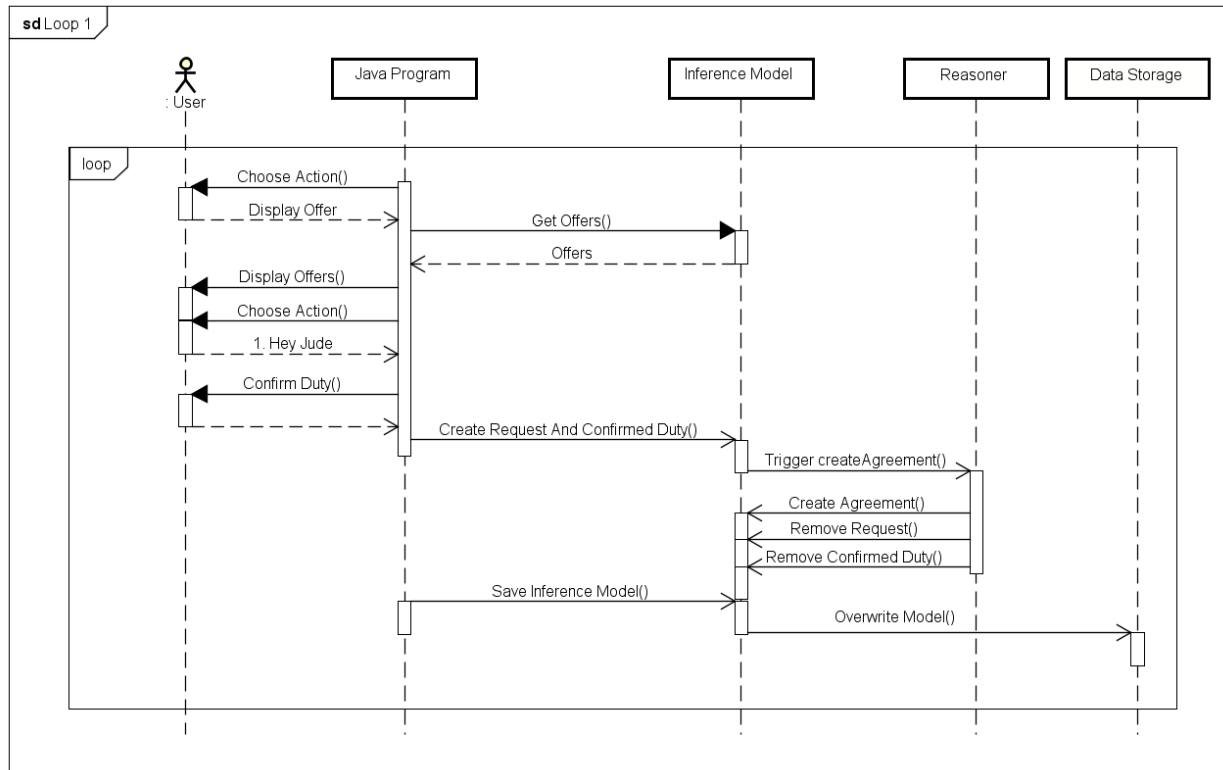 sd Loop 1
: User
Java Program
Inference Model
Reasoner
Data Storage
loop
Choose Action()
Display Offer
Get Offers()
Offers
Display Offers()
Choose Action()
1. Hey Jude
Confirm Duty()
Create Request And Confirmed Duty()
Trigger createAgreement()
Create Agreement()
Remove Request()
Remove Confirmed Duty()
Save Inference Model()
Overwrite Model()